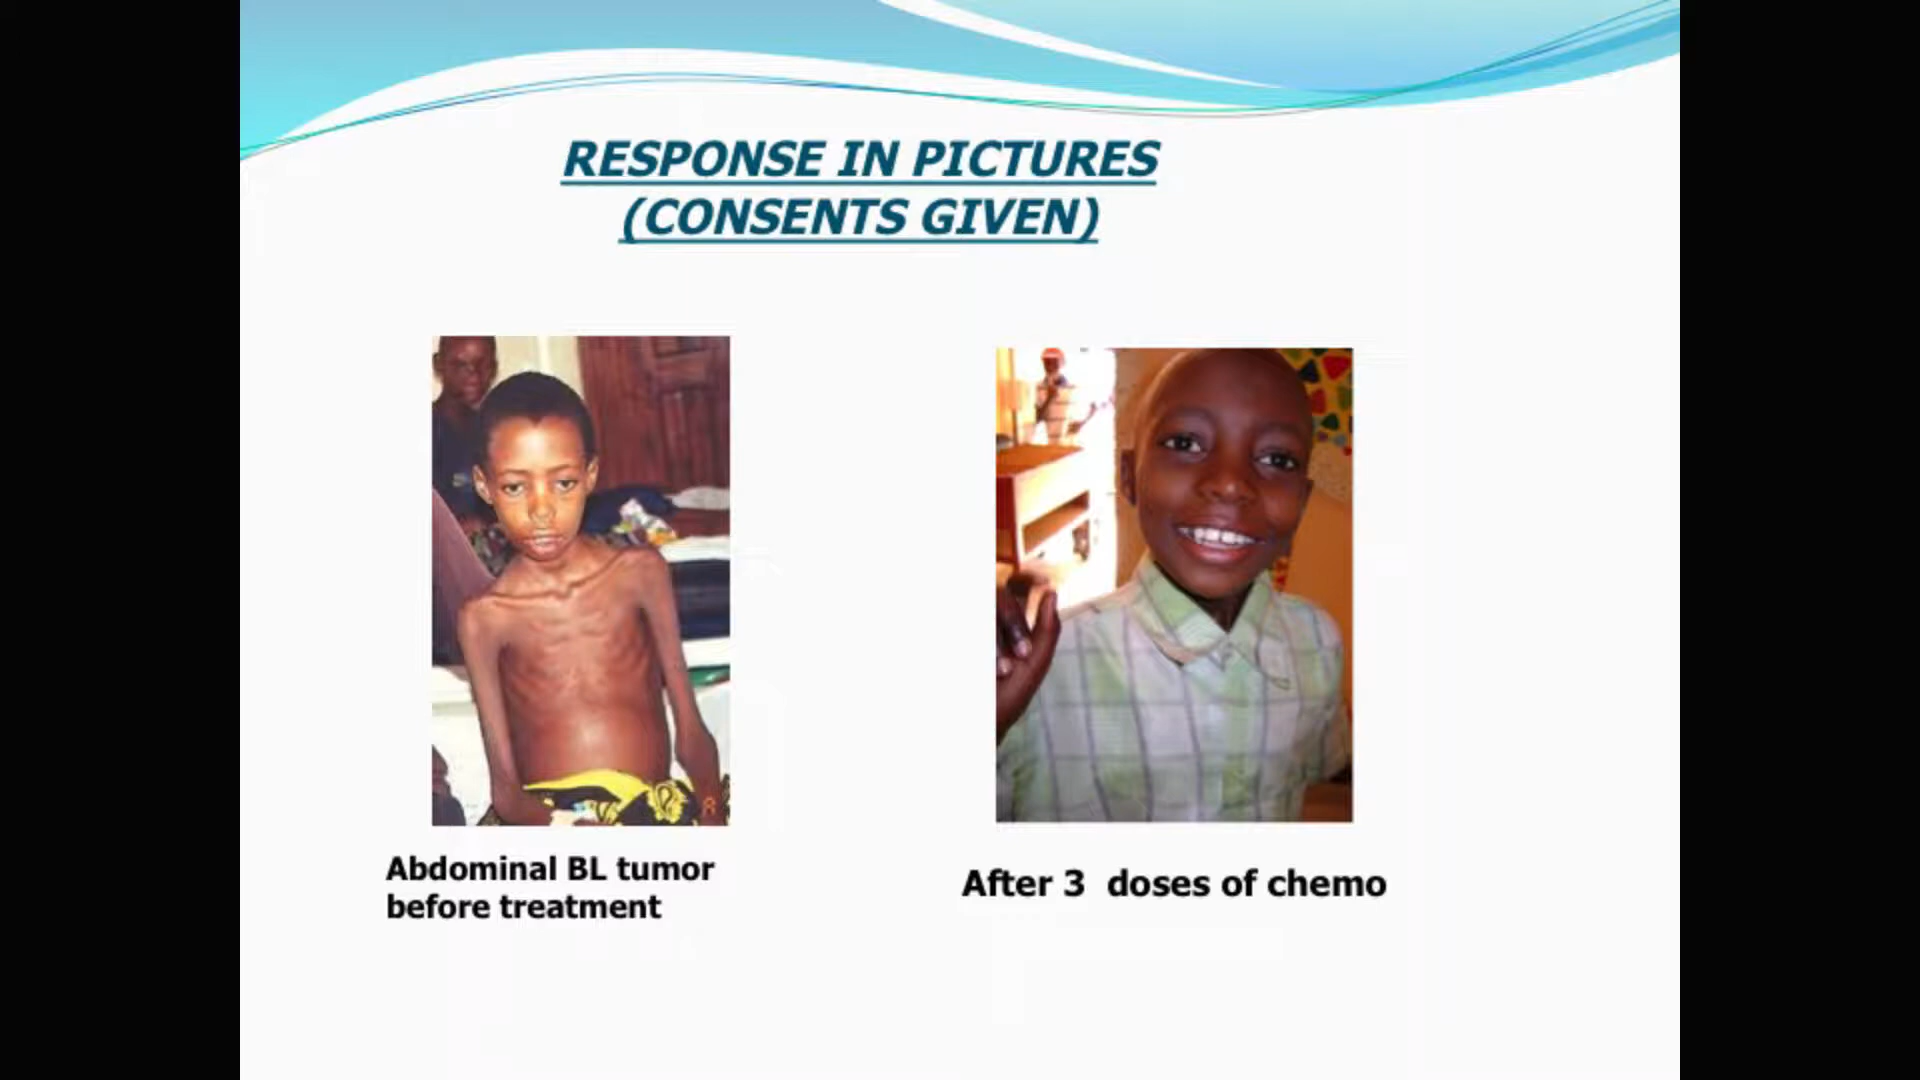 RESPONSE IN PICTURES
(CONSENTS GIVEN)
Abdominal BL tumor
before treatment
After 3 doses of chemo